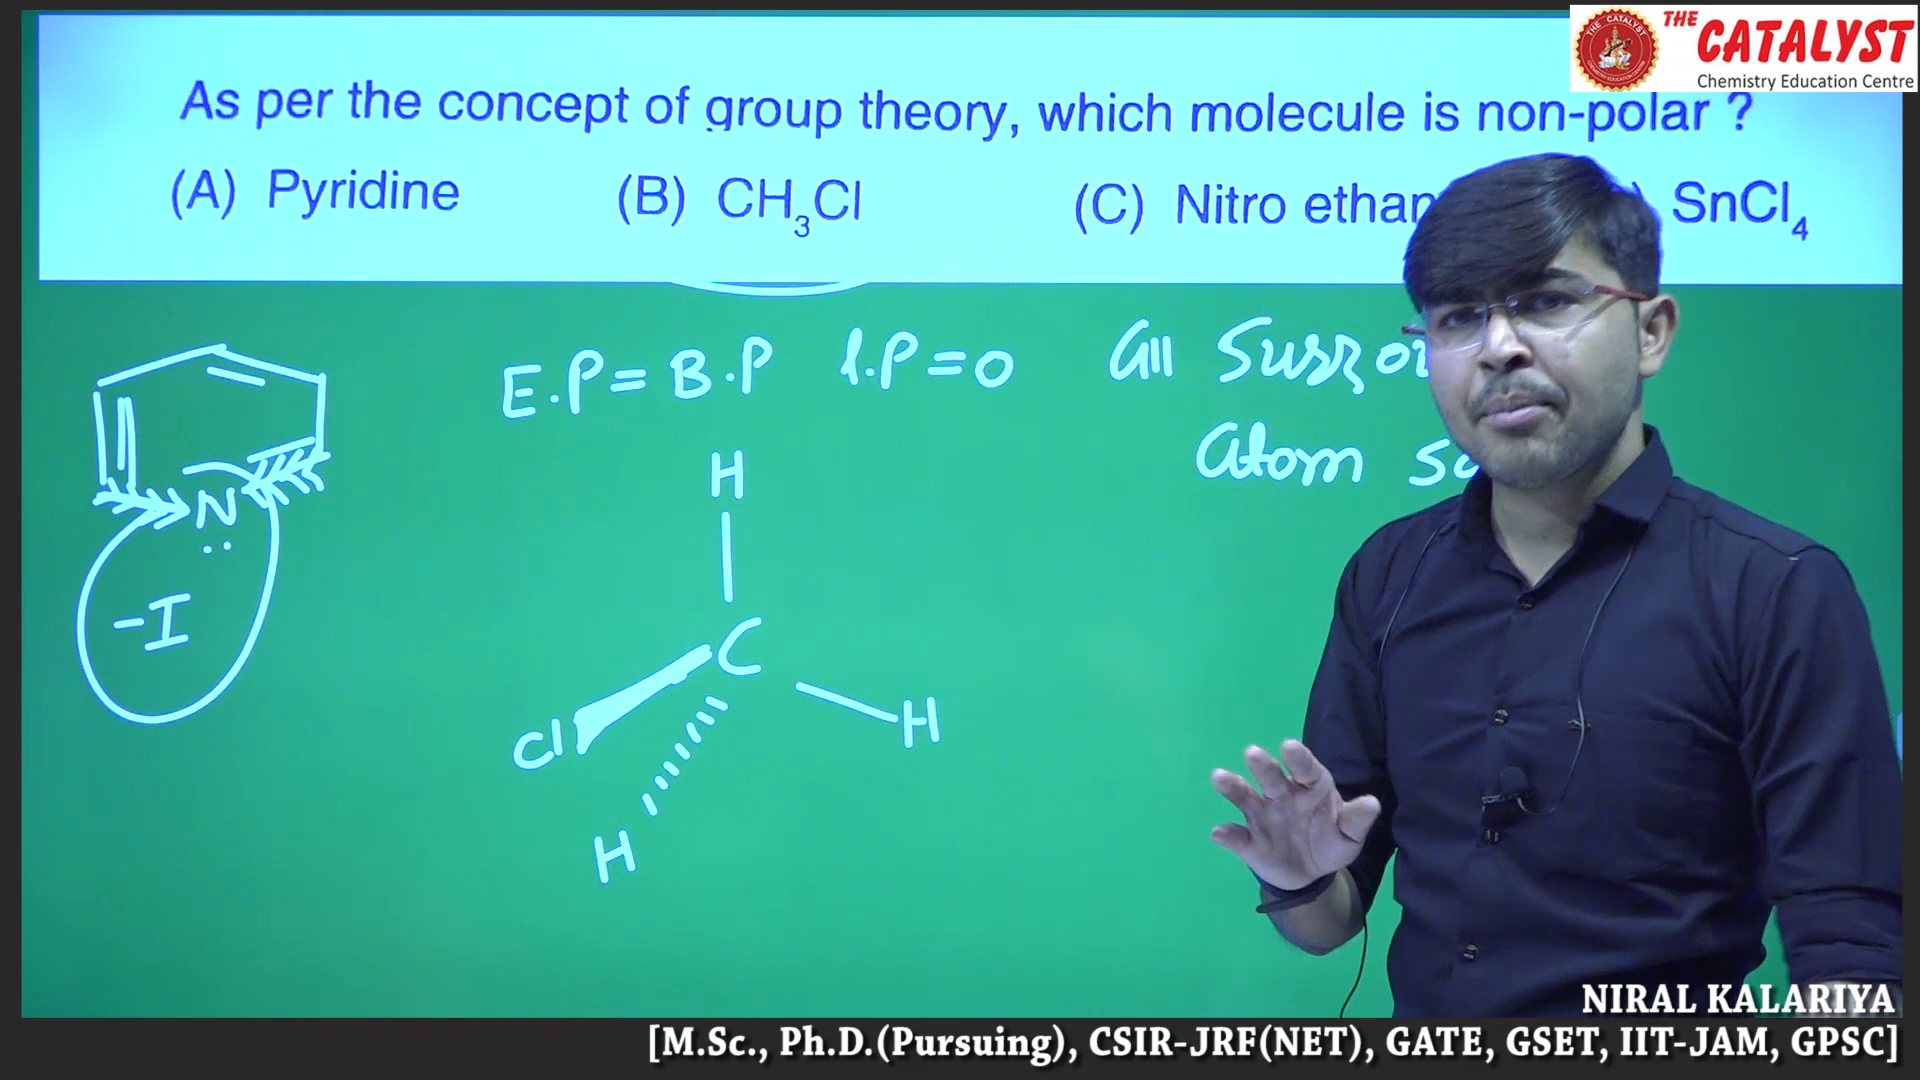 THE CATALYST
Chemistry Education Centre
As per the concept of group theory, which molecule is non-polar ?
(A) Pyridine (B) CH₃Cl (C) Nitro ethan ) SnCl₄
E.P = B.P l.P = 0 All
Atom
H
N
-I
C
Cl H
H
NIRAL KALARIYA
[M.Sc., Ph.D.(Pursuing), CSIR-JRF(NET), GATE, GSET, IIT-JAM, GPSC]